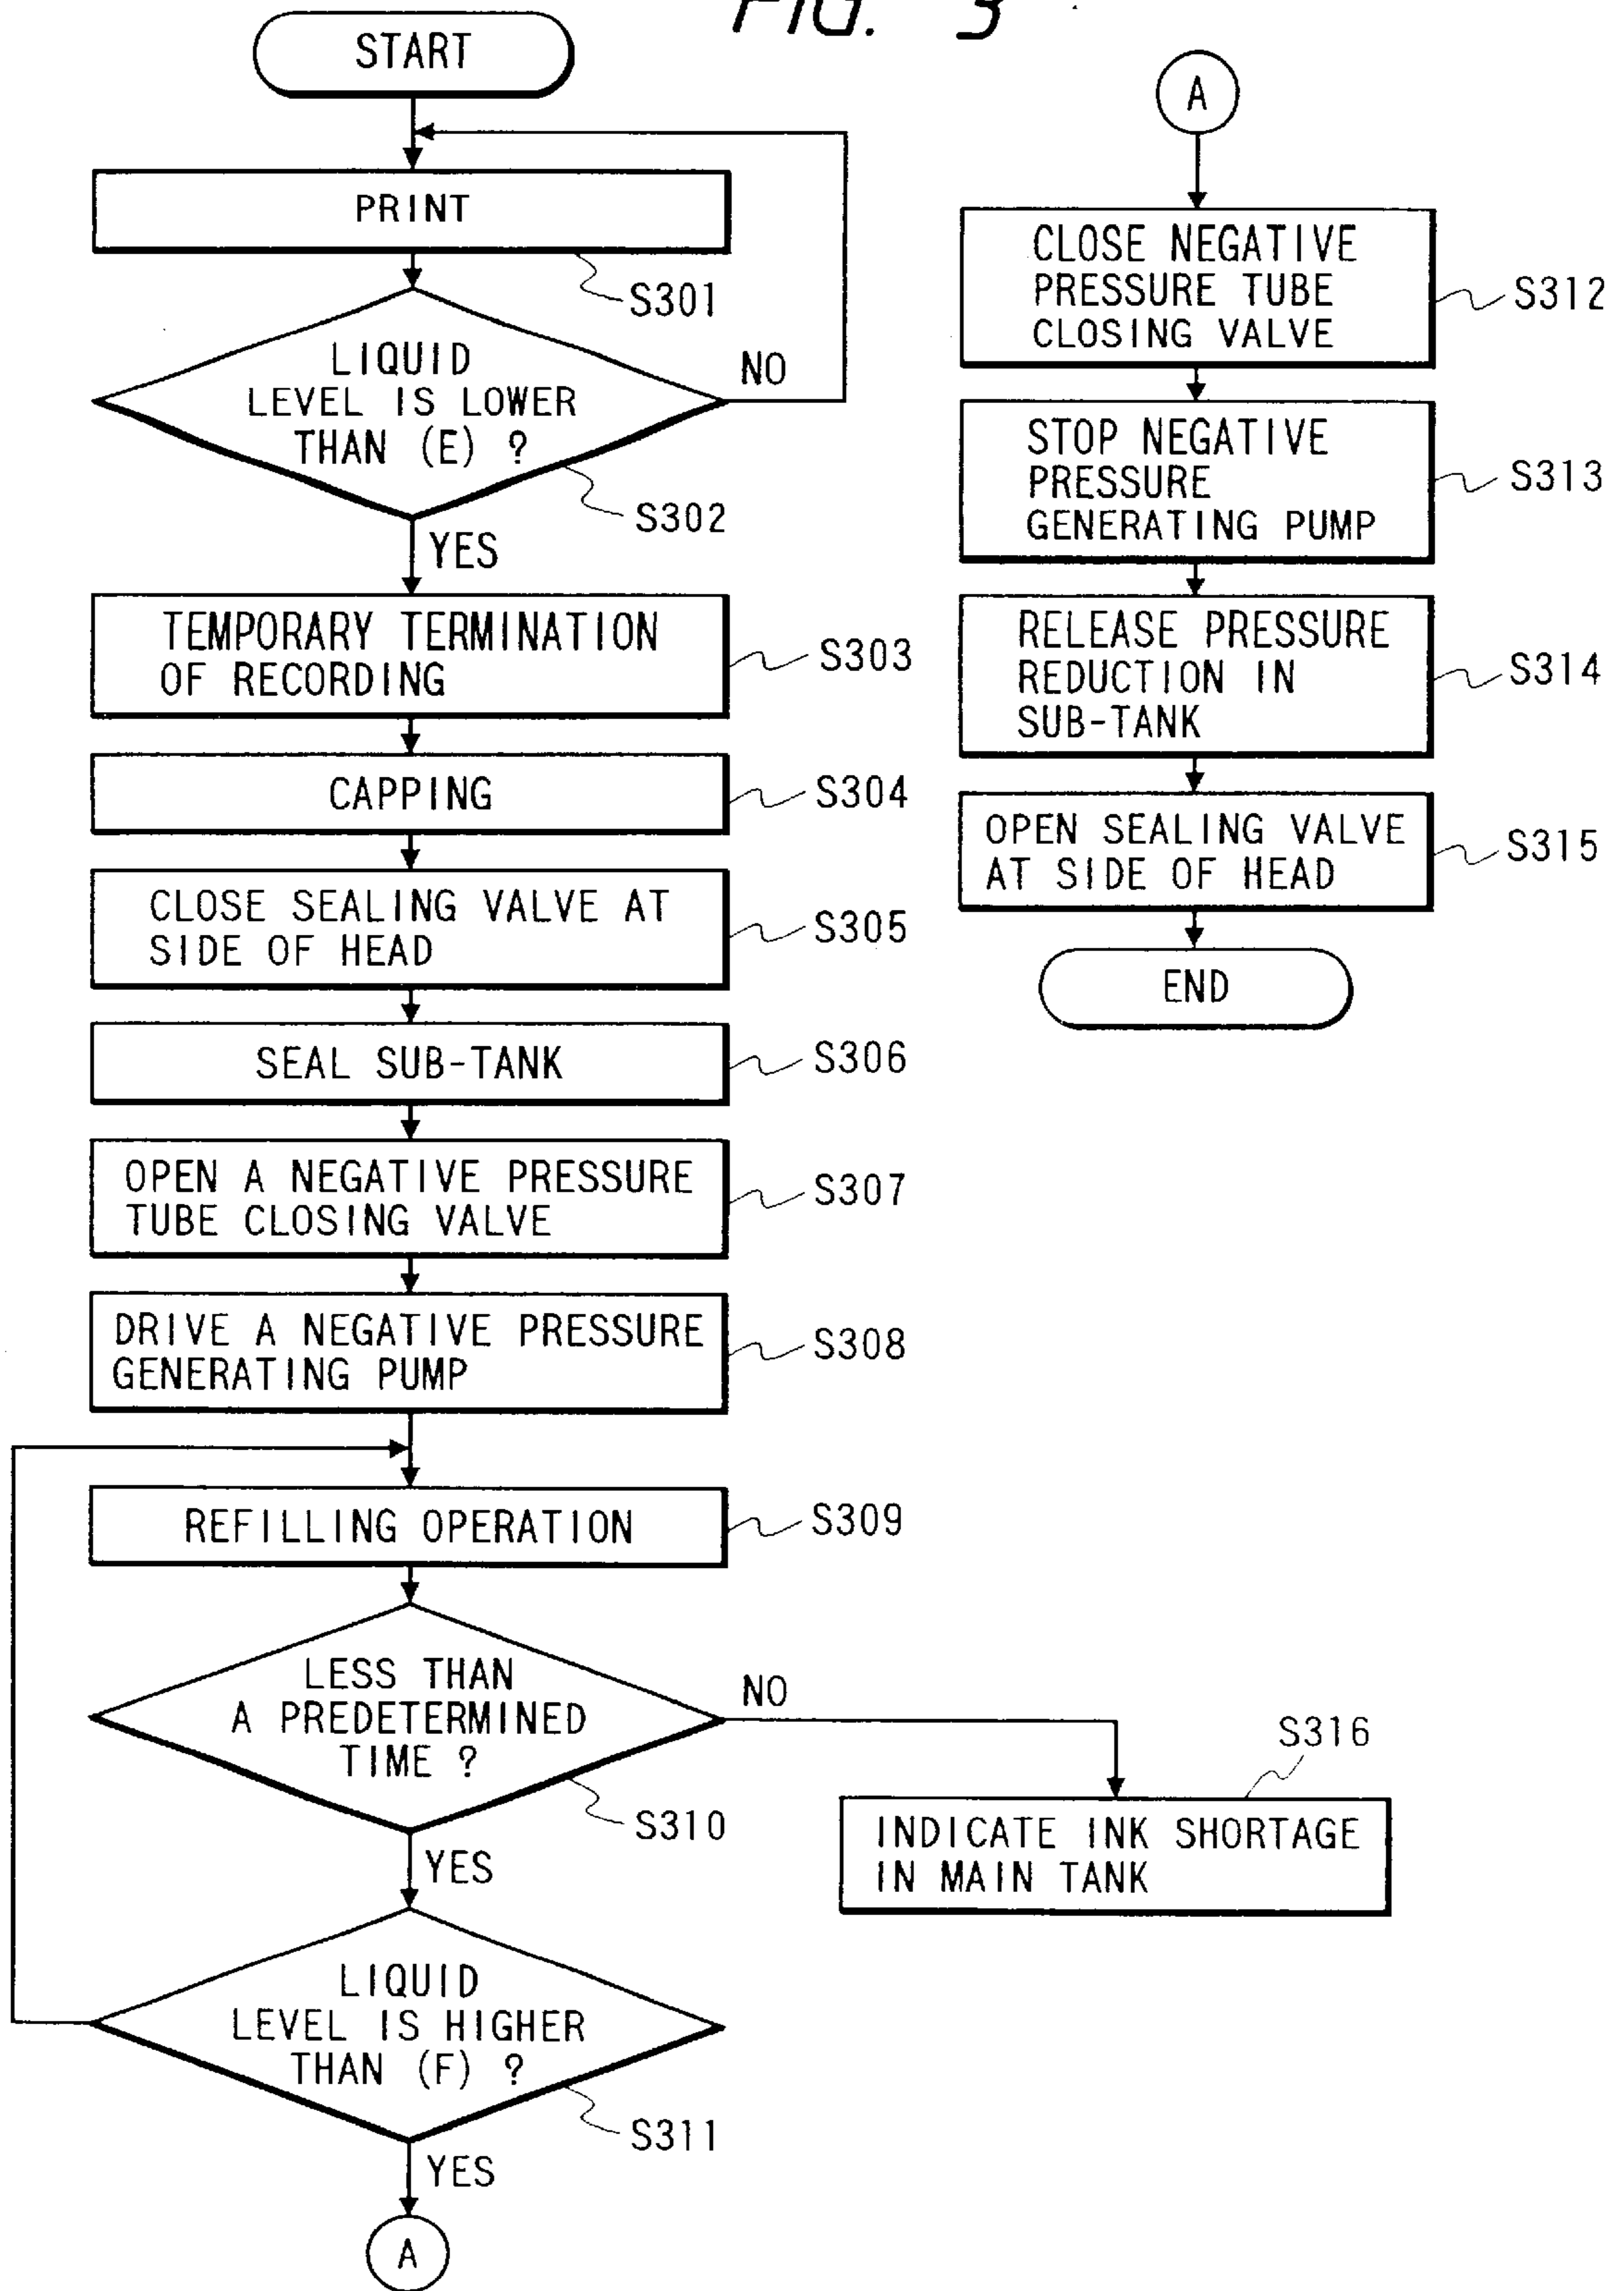 FIG. 3
START
PRINT
S301
LIQUID
LEVEL IS LOWER
THAN (E) ?
NO
S302
YES
TEMPORARY TERMINATION
OF RECORDING
S303
CAPPING
S304
CLOSE SEALING VALVE AT
SIDE OF HEAD
S305
SEAL SUB-TANK
S306
OPEN A NEGATIVE PRESSURE
TUBE CLOSING VALVE
S307
DRIVE A NEGATIVE PRESSURE
GENERATING PUMP
S308
REFILLING OPERATION
S309
LESS THAN
A PREDETERMINED
TIME ?
NO
S310
YES
S316
INDICATE INK SHORTAGE
IN MAIN TANK
LIQUID
LEVEL IS HIGHER
THAN (F) ?
S311
YES
A
A
CLOSE NEGATIVE
PRESSURE TUBE
CLOSING VALVE
S312
STOP NEGATIVE
PRESSURE
GENERATING PUMP
S313
RELEASE PRESSURE
REDUCTION IN
SUB-TANK
S314
OPEN SEALING VALVE
AT SIDE OF HEAD
S315
END